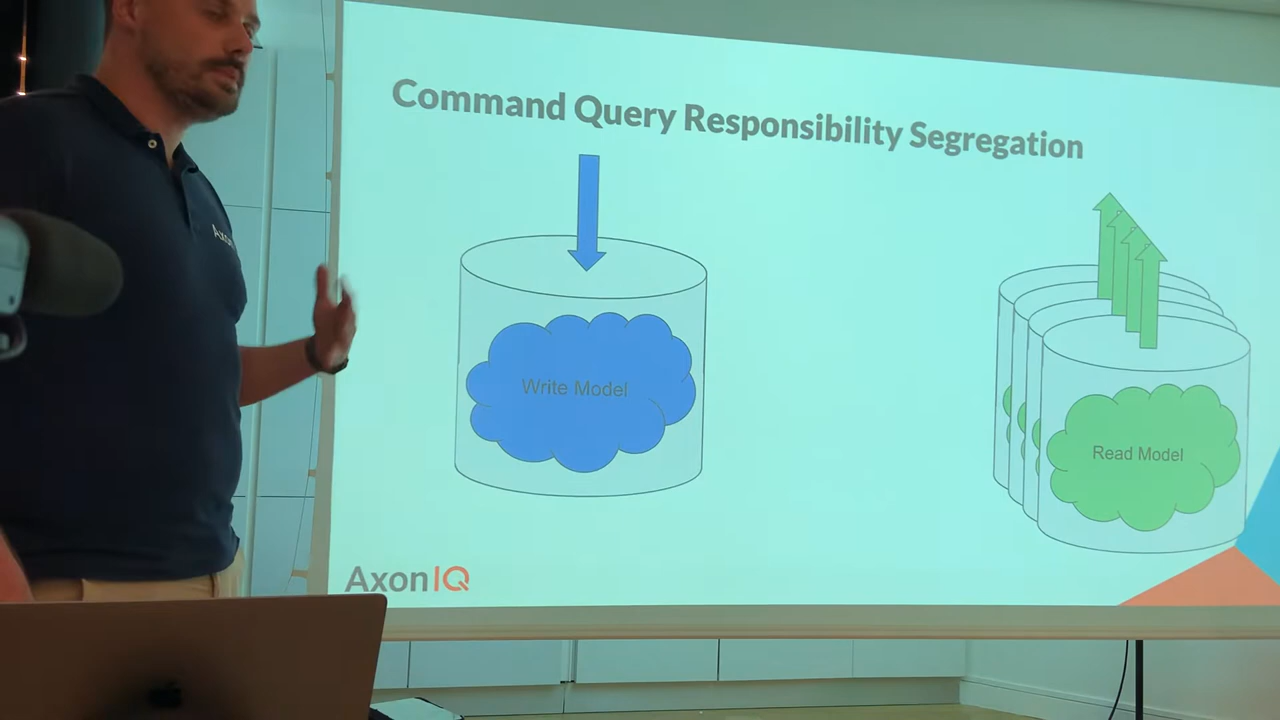 Command Query Responsibility Segregation
Write Model
Read Model
AxonIQ